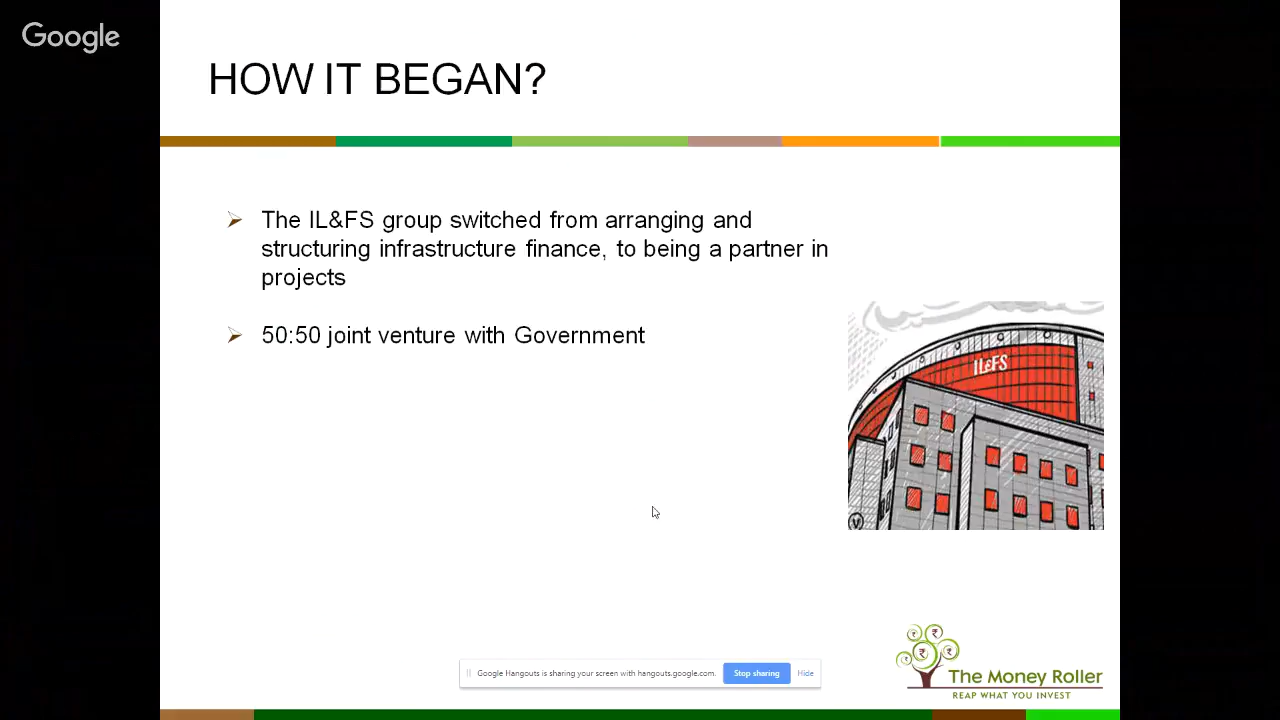 Google
HOW IT BEGAN?
➢ The IL&FS group switched from arranging and
structuring infrastructure finance, to being a partner in
projects
➢ 50:50 joint venture with Government
IL&FS
V
Google Hangouts is sharing your screen with hangouts.google.com. Stop sharing Hide
₹ ₹ ₹ ₹ ₹
The Money Roller
REAP WHAT YOU INVEST